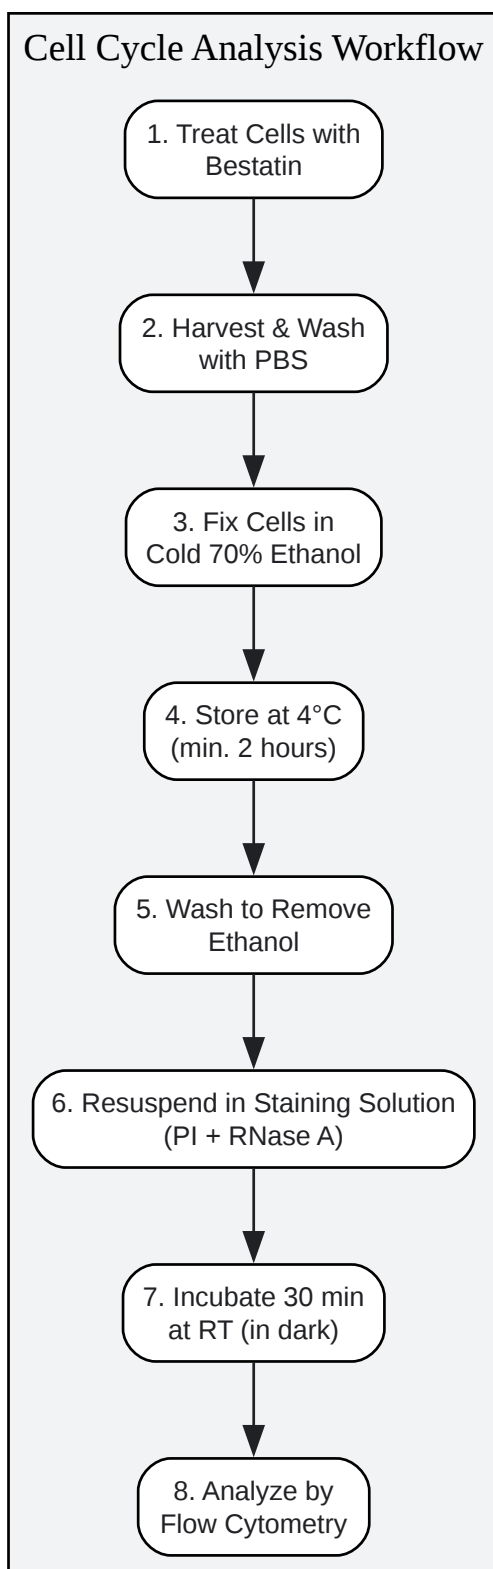 Cell Cycle Analysis Workflow
1. Treat Cells with
Bestatin
2. Harvest & Wash
with PBS
3. Fix Cells in
Cold 70% Ethanol
4. Store at 4°C
(min. 2 hours)
5. Wash to Remove
Ethanol
6. Resuspend in Staining Solution
(PI + RNase A)
7. Incubate 30 min
at RT (in dark)
8. Analyze by
Flow Cytometry